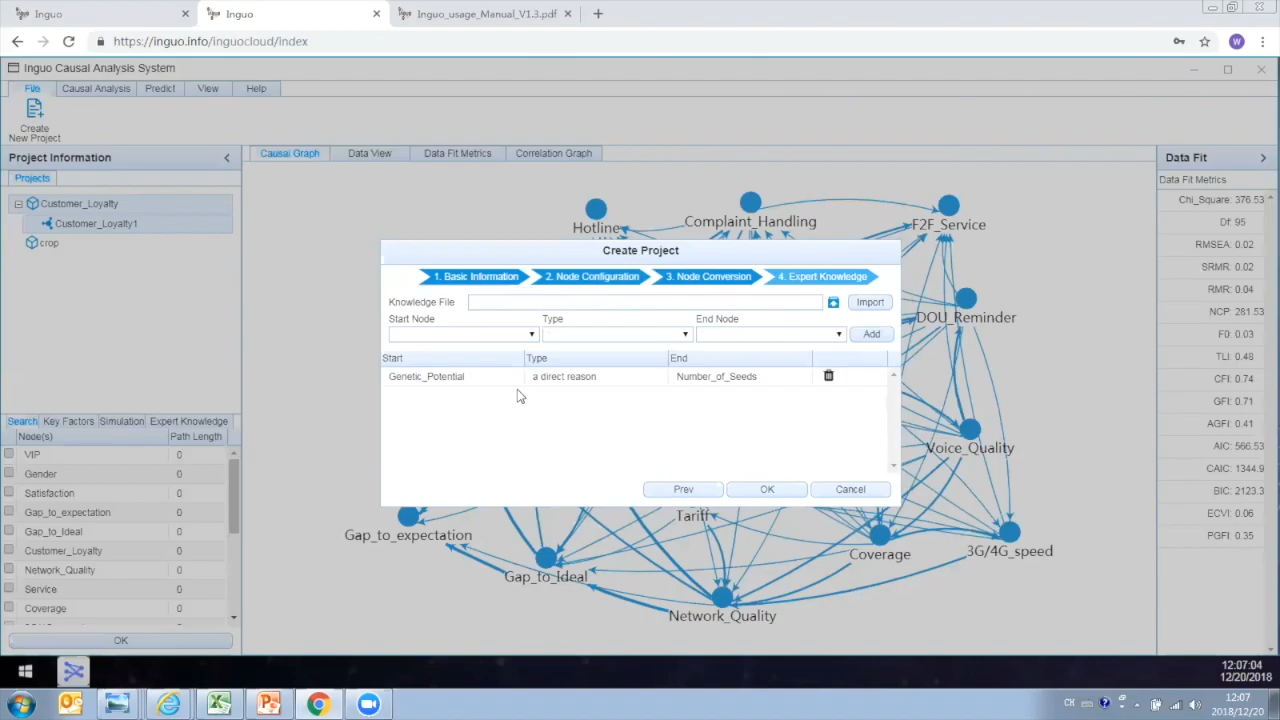 Inguo
Inguo
Inguo_usage_Manual_V1.3.pdf
https://inguo.info/inguocloud/index
W
Inguo Causal Analysis System
File
Causal Analysis
Predict
View
Help
Create
New Project
Project Information
Projects
Customer_Loyalty
Customer_Loyalty1
crop
Search
Key Factors
Simulation
Expert Knowledge
Node(s)
Path Length
VIP 0
Gender 0
Satisfaction 0
Gap_to_expectation 0
Gap_to_Ideal 0
Customer_Loyalty 0
Network_Quality 0
Service 0
Coverage 0
OK
Causal Graph
Data View
Data Fit Metrics
Correlation Graph
Hotline
Complaint_Handling
F2F_Service
DOU_Reminder
Voice_Quality
3G/4G_speed
Coverage
Tariff
Network_Quality
Gap_to_Ideal
Gap_to_expectation
Create Project
1. Basic Information
2. Node Configuration
3. Node Conversion
4. Expert Knowledge
Knowledge File
Import
Start Node
Type
End Node
Add
Start
Type
End
Genetic_Potential
a direct reason
Number_of_Seeds
Prev
OK
Cancel
Data Fit
Data Fit Metrics
Chi_Square: 376.53
Df: 95
RMSEA: 0.02
SRMR: 0.02
RMR: 0.04
NCP: 281.53
F0: 0.03
TLI: 0.48
CFI: 0.74
GFI: 0.71
AGFI: 0.41
AIC: 566.53
CAIC: 1344.9
BIC: 2123.3
ECVI: 0.06
PGFI: 0.35
12:07:04
12/20/2018
CH
12:07
2018/12/20